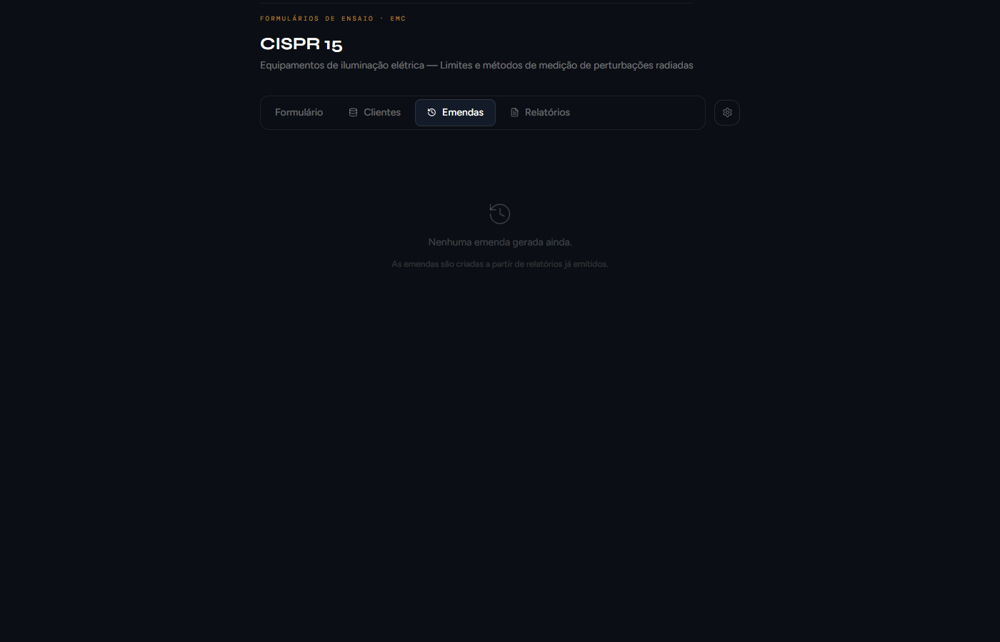 FORMULÁRIOS DE ENSAIO · EMC
CISPR 15
Equipamentos de iluminação elétrica — Limites e métodos de medição de perturbações radiadas
Formulário Clientes Emendas Relatórios
Nenhuma emenda gerada ainda.
As emendas são criadas a partir de relatórios já emitidos.